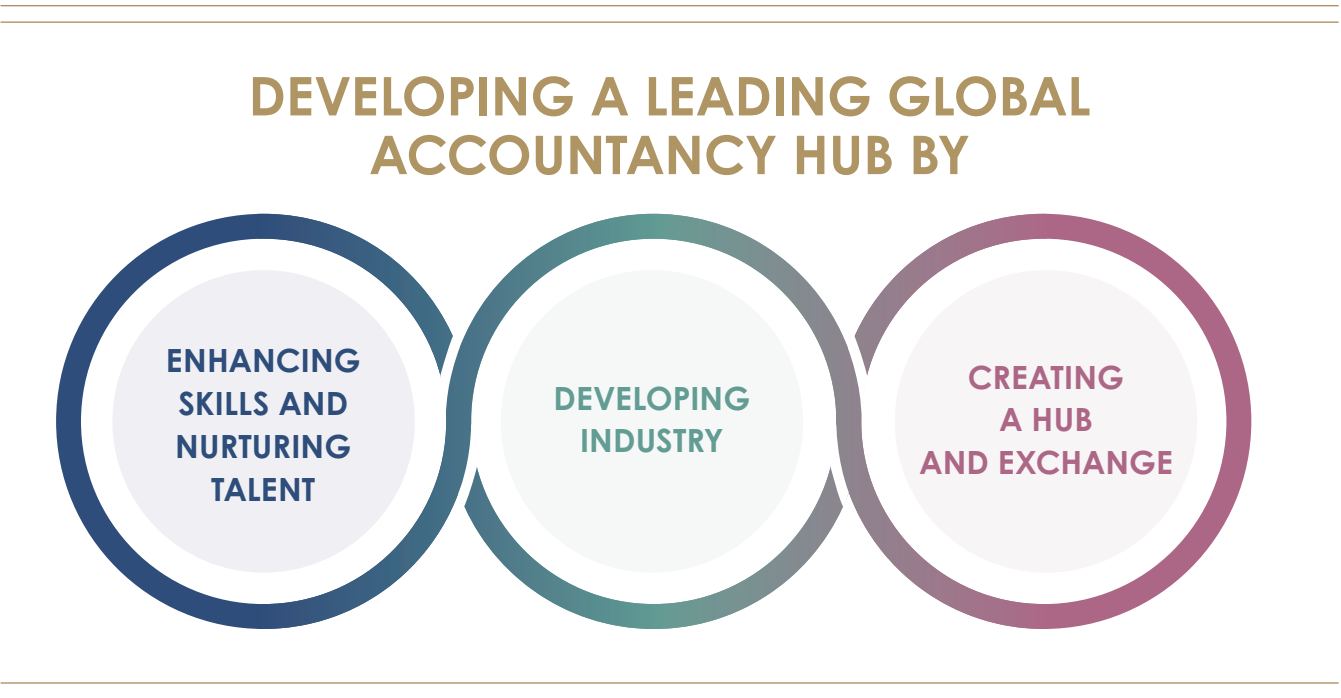 DEVELOPING A LEADING GLOBAL
ACCOUNTANCY HUB BY
ENHANCING
SKILLS AND
NURTURING
TALENT
DEVELOPING
INDUSTRY
CREATING
A HUB
AND EXCHANGE